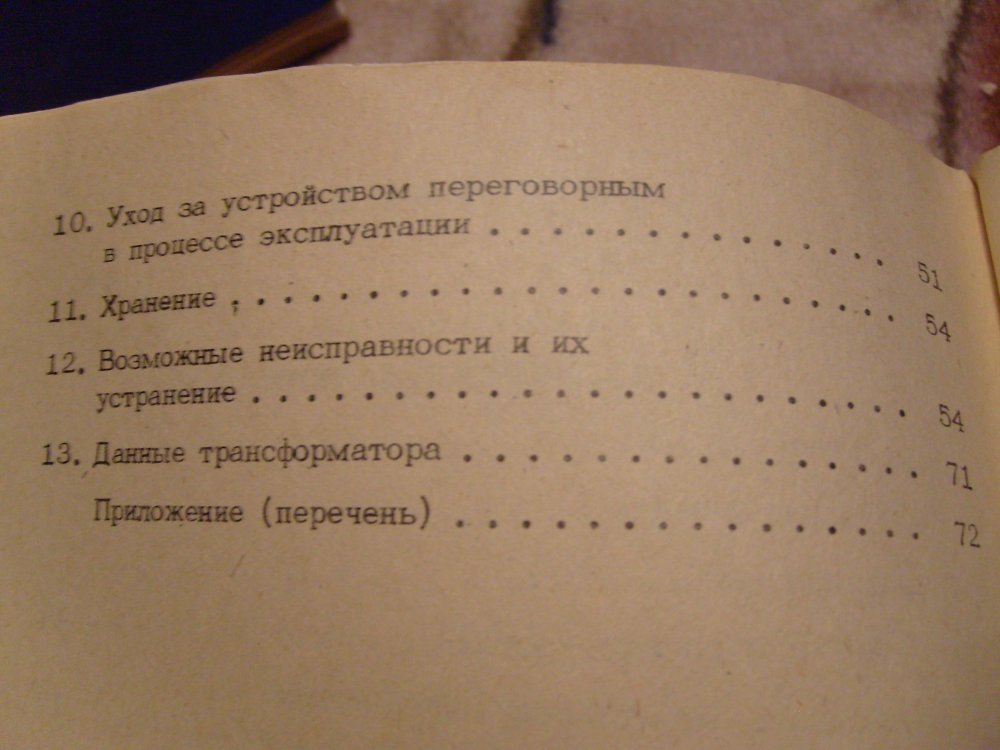 10. Уход за устройством переговорным
в процессе эксплуатации . . . . . . . . . . . . . . . 51
11. Хранение . . . . . . . . . . . . . . . . . . . . . . . . 54
12. Возможные неисправности и их
устранение . . . . . . . . . . . . . . . . . . . . . . . . 54
13. Данные трансформатора . . . . . . . . . . . . . . . 71
Приложение (перечень) . . . . . . . . . . . . . . . 72